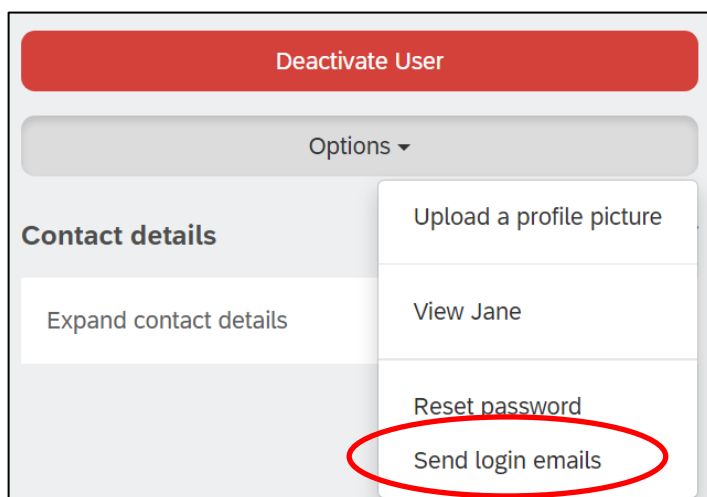 Deactivate User
Options
Upload a profile picture
Contact details
View Jane
Expand contact details
Reset password
Send login emails